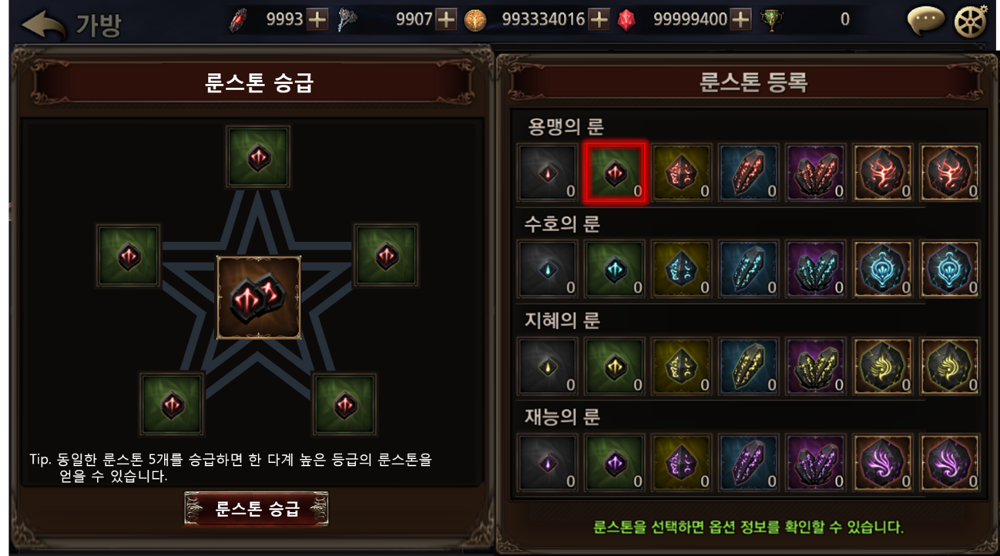 가방 9993 9907 993334016 99999400 0
룬스톤 승급
Tip. 동일한 룬스톤 5개를 승급하면 한 다계 높은 등급의 룬스톤을
얻을 수 있습니다.
룬스톤 승급
룬스톤 등록
용맹의 룬
0 0 0 0 0 0 0
수호의 룬
0 0 0 0 0 0 0
지혜의 룬
0 0 0 0 0 0 0
재능의 룬
0 0 0 0 0 0 0
룬스톤을 선택하면 옵션 정보를 확인할 수 있습니다.